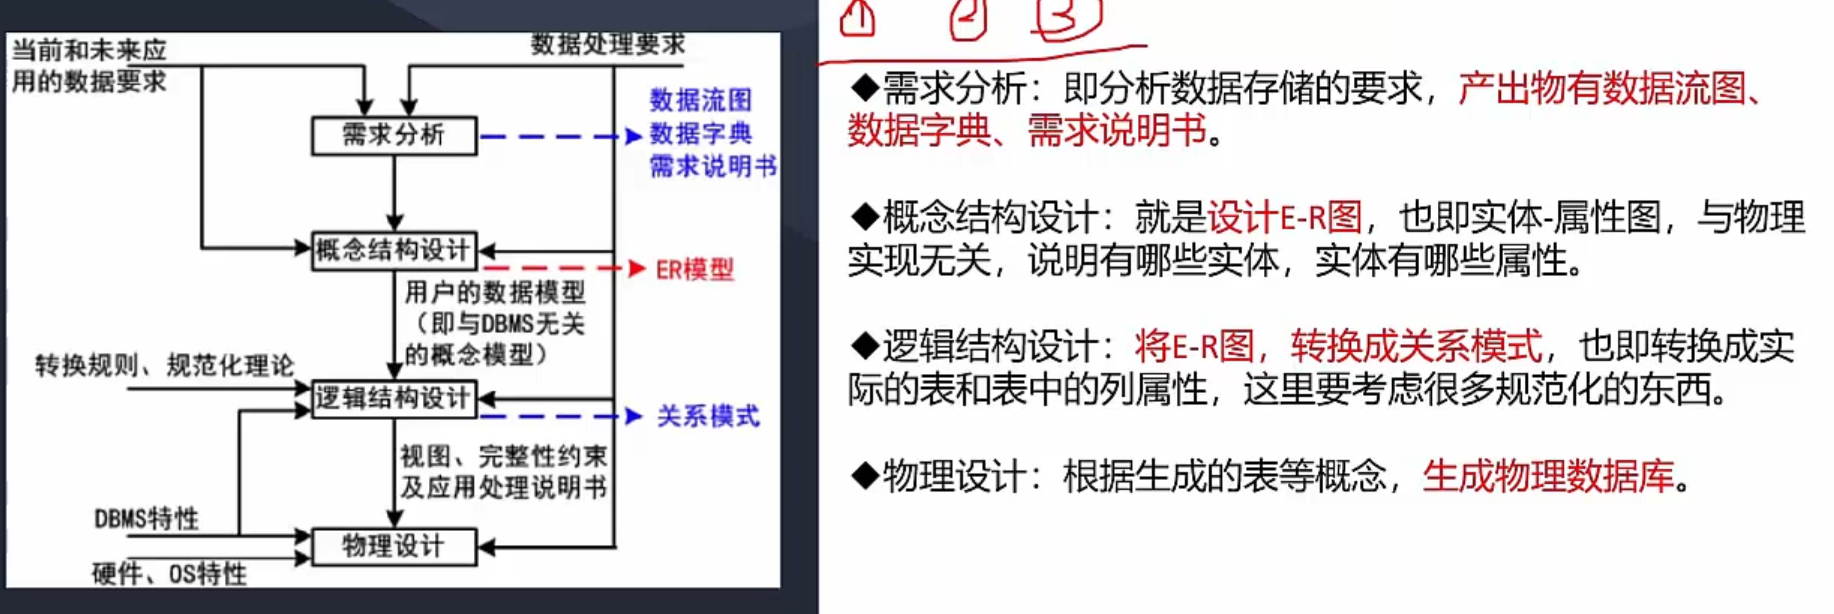 当前和未来应
用的数据要求
数据处理要求
需求分析
数据流图
数据字典
需求说明书
概念结构设计
ER模型
用户的数据模型
（即与DBMS无关
的概念模型）
转换规则、规范化理论
逻辑结构设计
关系模式
视图、完整性约束
及应用处理说明书
DBMS特性
物理设计
硬件、OS特性
① ② ③
◆需求分析：即分析数据存储的要求，产出物有数据流图、
数据字典、需求说明书。
◆概念结构设计：就是设计E-R图，也即实体-属性图，与物理
实现无关，说明有哪些实体，实体有哪些属性。
◆逻辑结构设计：将E-R图，转换成关系模式，也即转换成实
际的表和表中的列属性，这里要考虑很多规范化的东西。
◆物理设计：根据生成的表等概念，生成物理数据库。